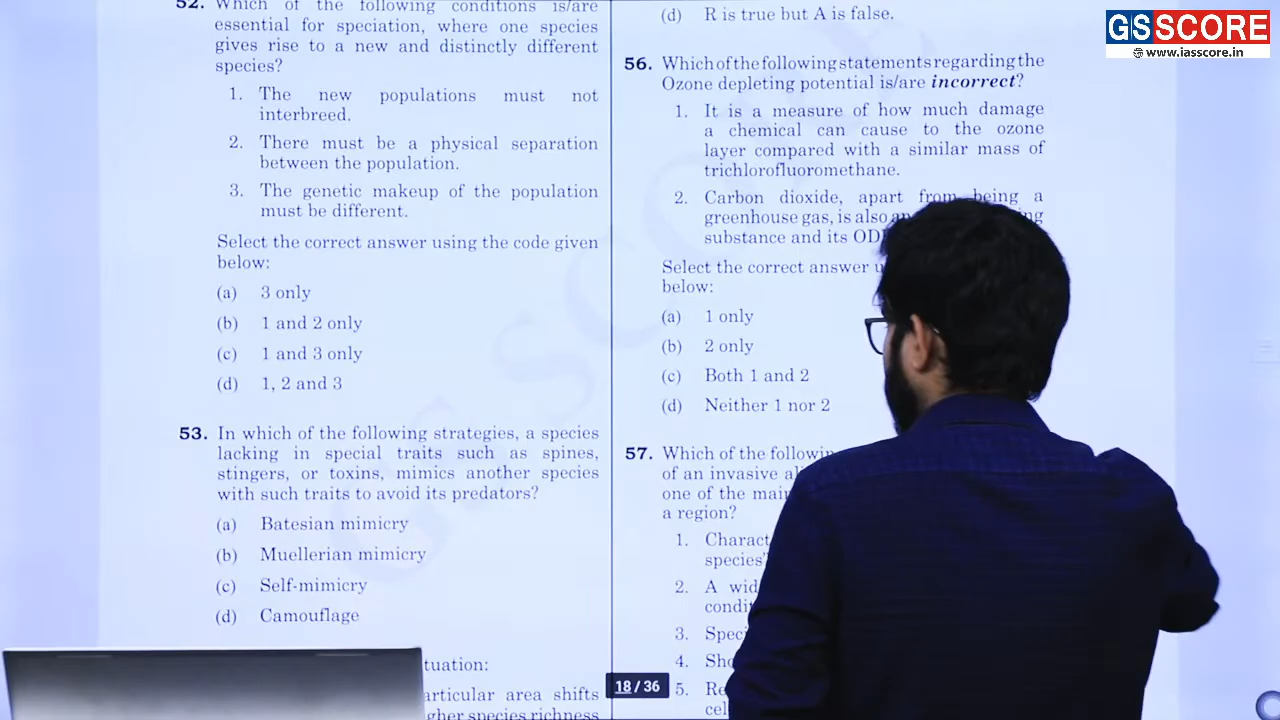 52. Which of the following conditions is/are
essential for speciation, where one species
gives rise to a new and distinctly different
species?
1. The new populations must not
interbreed.
2. There must be a physical separation
between the population.
3. The genetic makeup of the population
must be different.
Select the correct answer using the code given
below:
(a) 3 only
(b) 1 and 2 only
(c) 1 and 3 only
(d) 1, 2 and 3
53. In which of the following strategies, a species
lacking in special traits such as spines,
stingers, or toxins, mimics another species
with such traits to avoid its predators?
(a) Batesian mimicry
(b) Muellerian mimicry
(c) Self-mimicry
(d) Camouflage
tuation:
articular area shifts
gher species richness
(d) R is true but A is false.
56. Which of the following statements regarding the
Ozone depleting potential is/are incorrect?
1. It is a measure of how much damage
a chemical can cause to the ozone
layer compared with a similar mass of
trichlorofluoromethane.
2. Carbon dioxide, apart from being a
greenhouse gas, is also
substance and its OD
Select the correct answer
below:
(a) 1 only
(b) 2 only
(c) Both 1 and 2
(d) Neither 1 nor 2
57. Which of the
of an invasive
one of the
a region?
1.
species'
2. A
3.
4.
5.
18 / 36
GSSCORE
www.iasscore.in